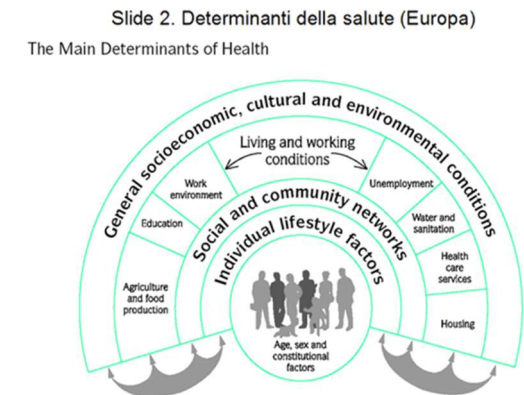 Slide 2. Determinanti della salute (Europa)
The Main Determinants of Health
General socioeconomic, cultural and environmental conditions
Living and working
conditions
Work
environment
Unemployment
Education
Water and
sanitation
Social and community networks
Individual lifestyle factors
Agriculture
and food
production
Health
care
services
Housing
Age, sex and
constitutional
factors